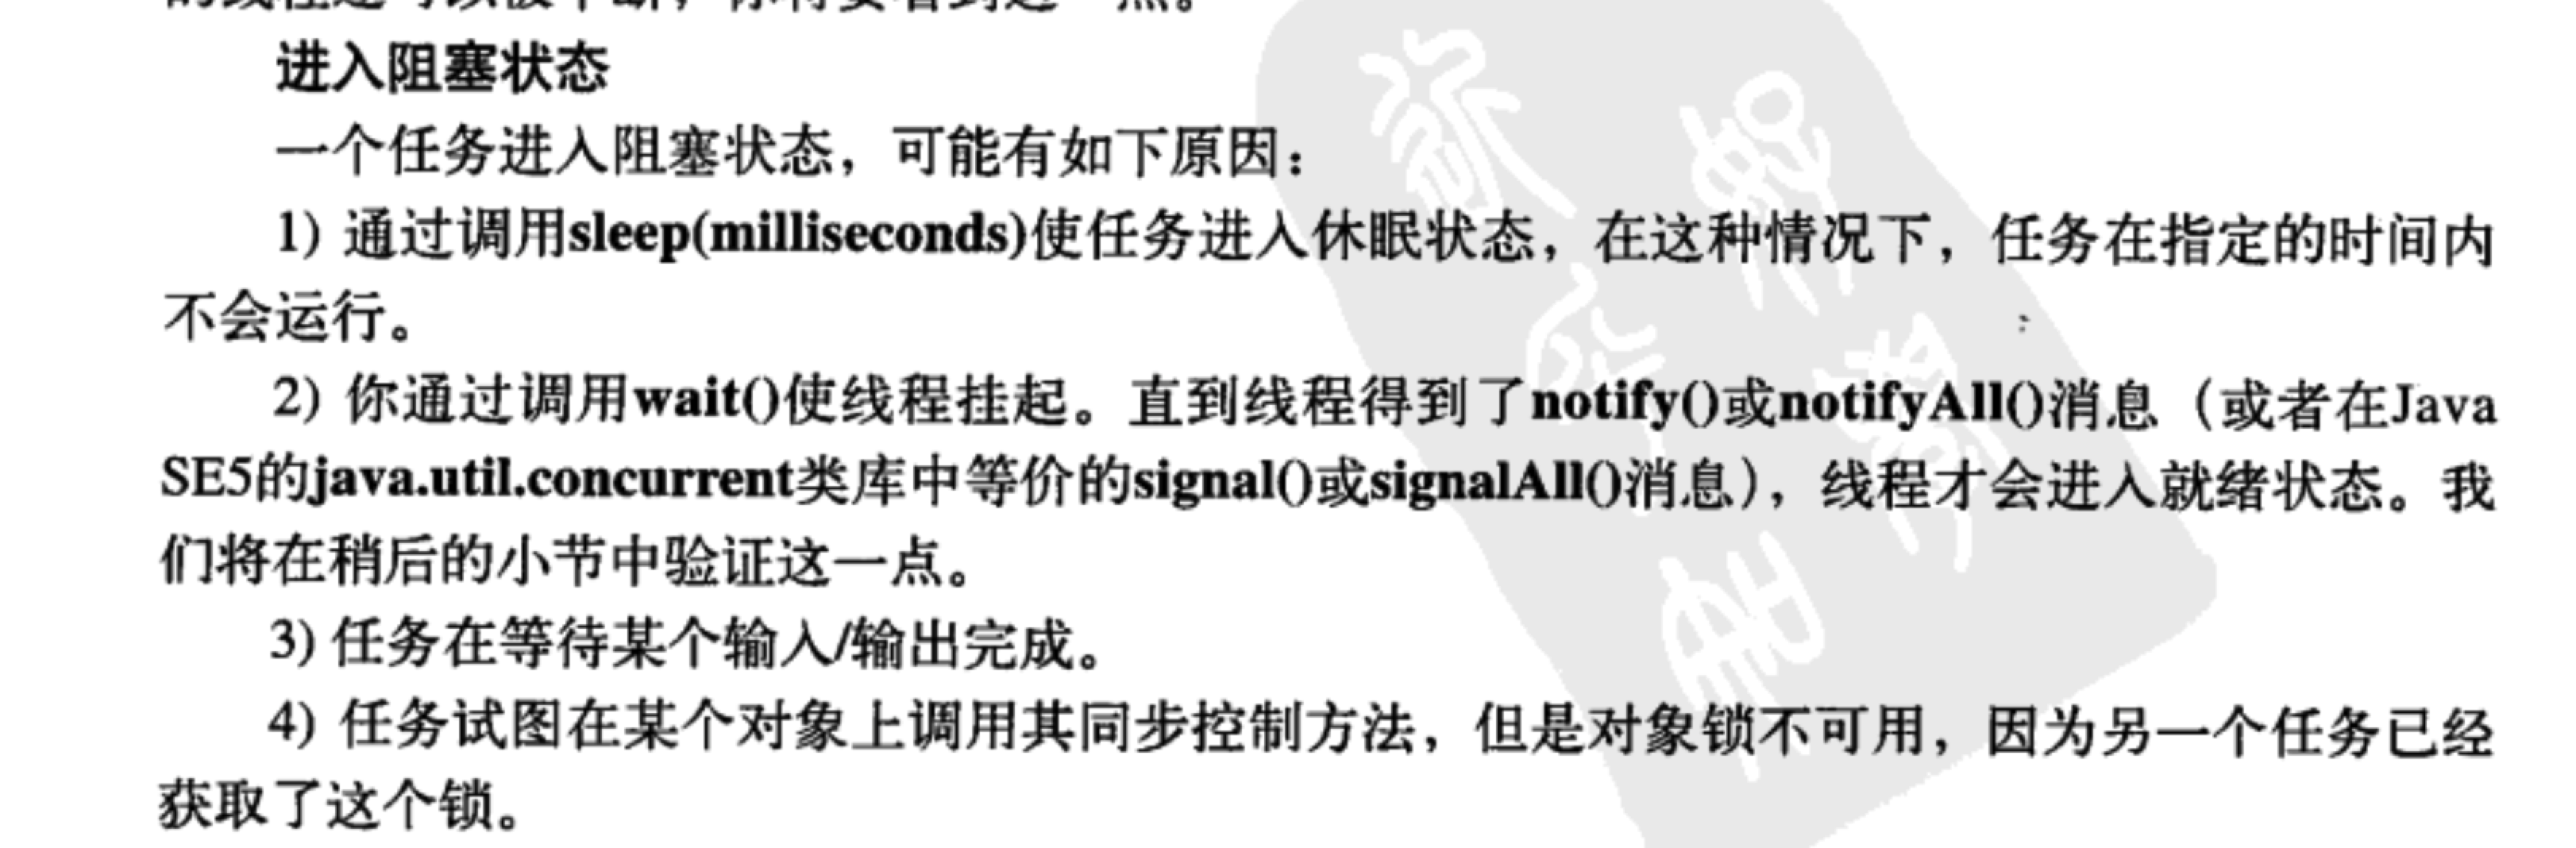 进入阻塞状态
一个任务进入阻塞状态，可能有如下原因：
1) 通过调用sleep(milliseconds)使任务进入休眠状态，在这种情况下，任务在指定的时间内
不会运行。
2) 你通过调用wait()使线程挂起。直到线程得到了notify()或notifyAll()消息（或者在Java
SE5的java.util.concurrent类库中等价的signal()或signalAll()消息），线程才会进入就绪状态。我
们将在稍后的小节中验证这一点。
3) 任务在等待某个输入/输出完成。
4) 任务试图在某个对象上调用其同步控制方法，但是对象锁不可用，因为另一个任务已经
获取了这个锁。